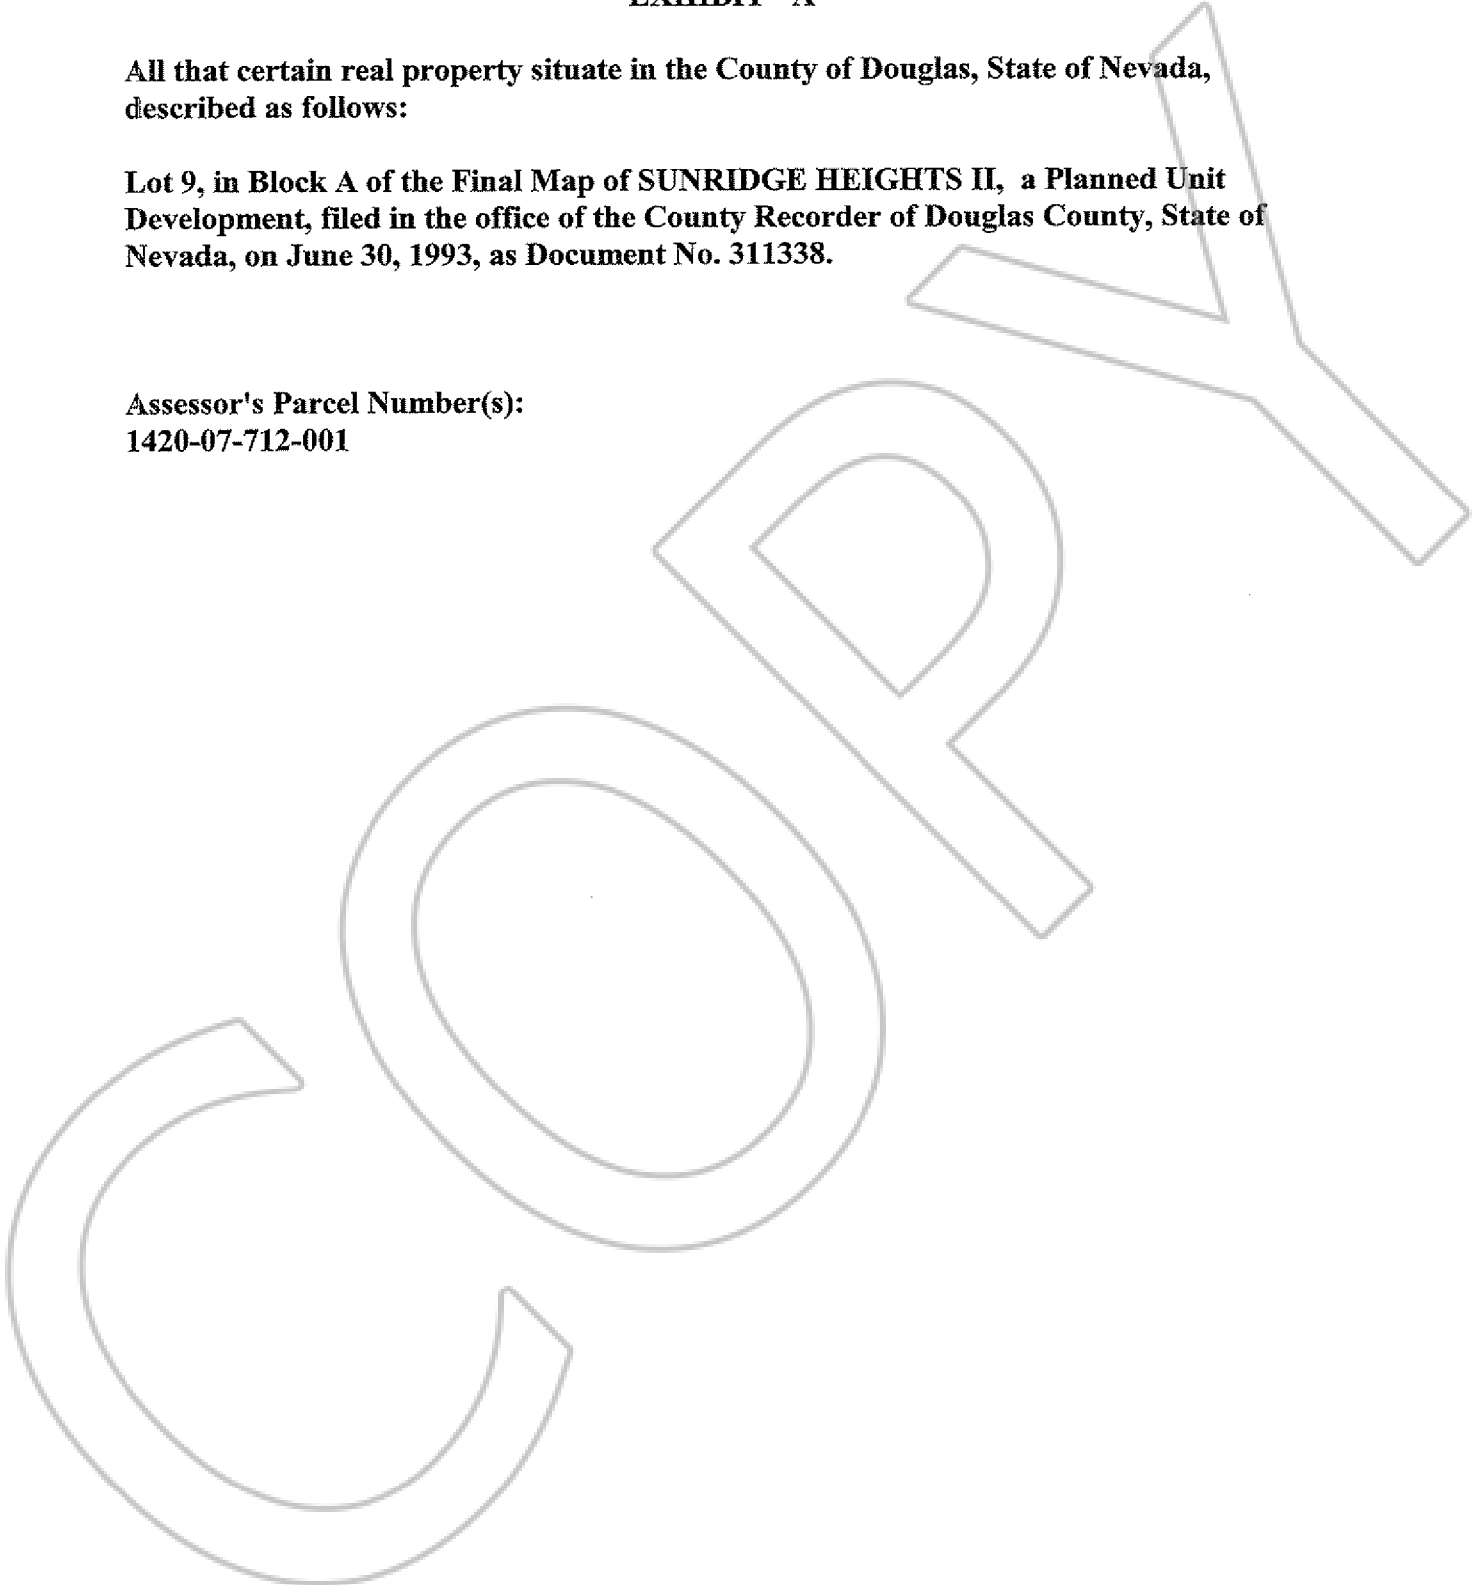 EXHIBIT "A"
All that certain real property situate in the County of Douglas, State of Nevada,
described as follows:
Lot 9, in Block A of the Final Map of SUNRIDGE HEIGHTS II, a Planned Unit
Development, filed in the office of the County Recorder of Douglas County, State of
Nevada, on June 30, 1993, as Document No. 311338.
Assessor's Parcel Number(s):
1420-07-712-001
COPY